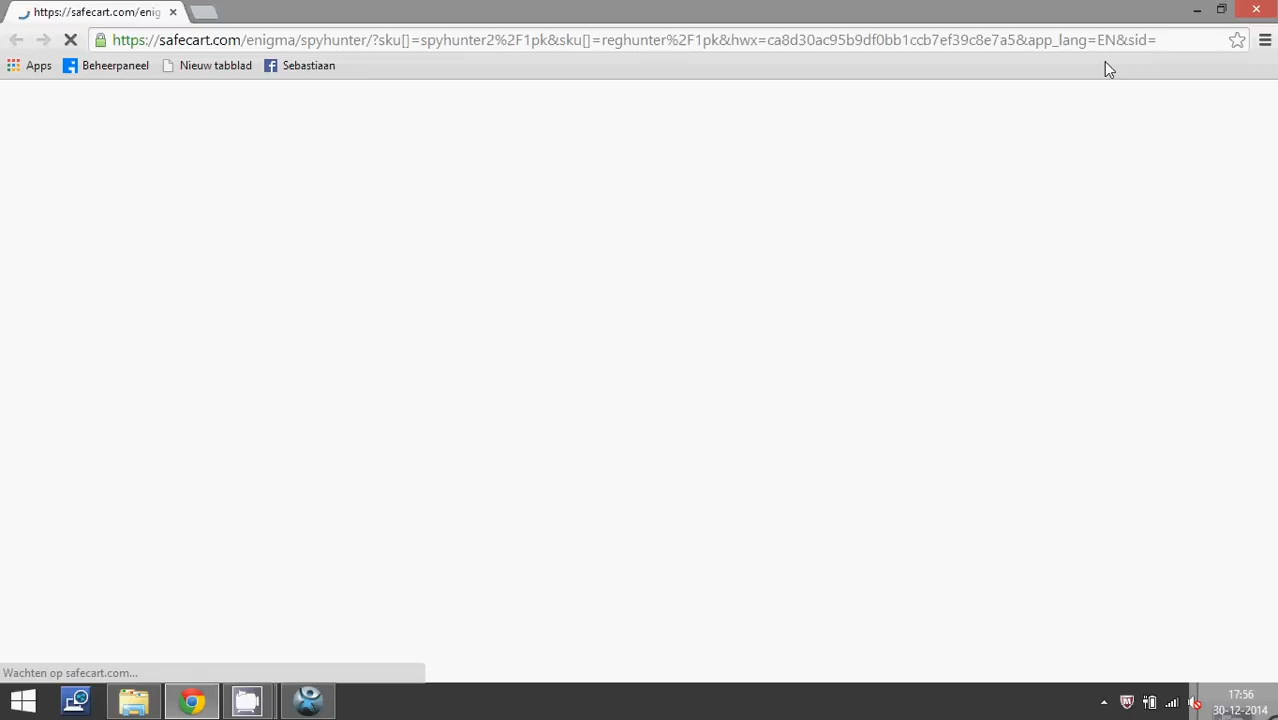 https://safecart.com/enig
https://safecart.com/enigma/spyhunter/?sku[]=spyhunter2%2F1pk&sku[]=reghunter%2F1pk&hwx=ca8d30ac95b9df0bb1ccb7ef39c8e7a5&app_lang=EN&sid=
Apps Beheerpaneel Nieuw tabblad Sebastiaan
Wachten op safecart.com...
17:56
30-12-2014